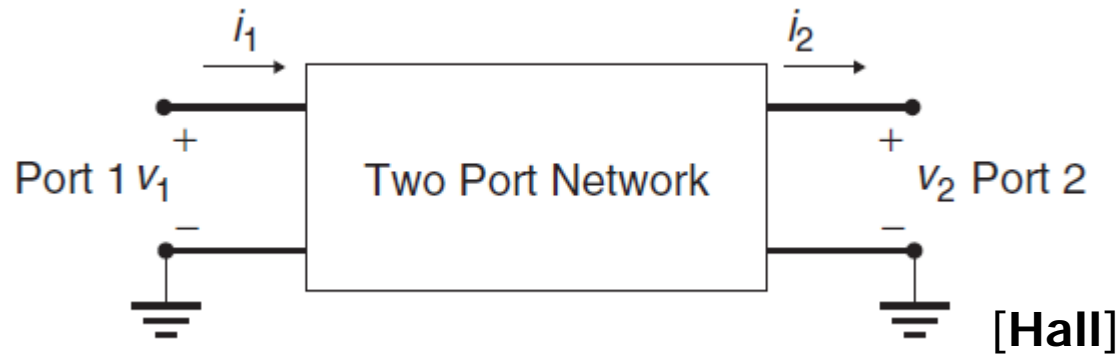 i1 i2
+ +
Port 1 v1 Two Port Network v2 Port 2
− −
[Hall]